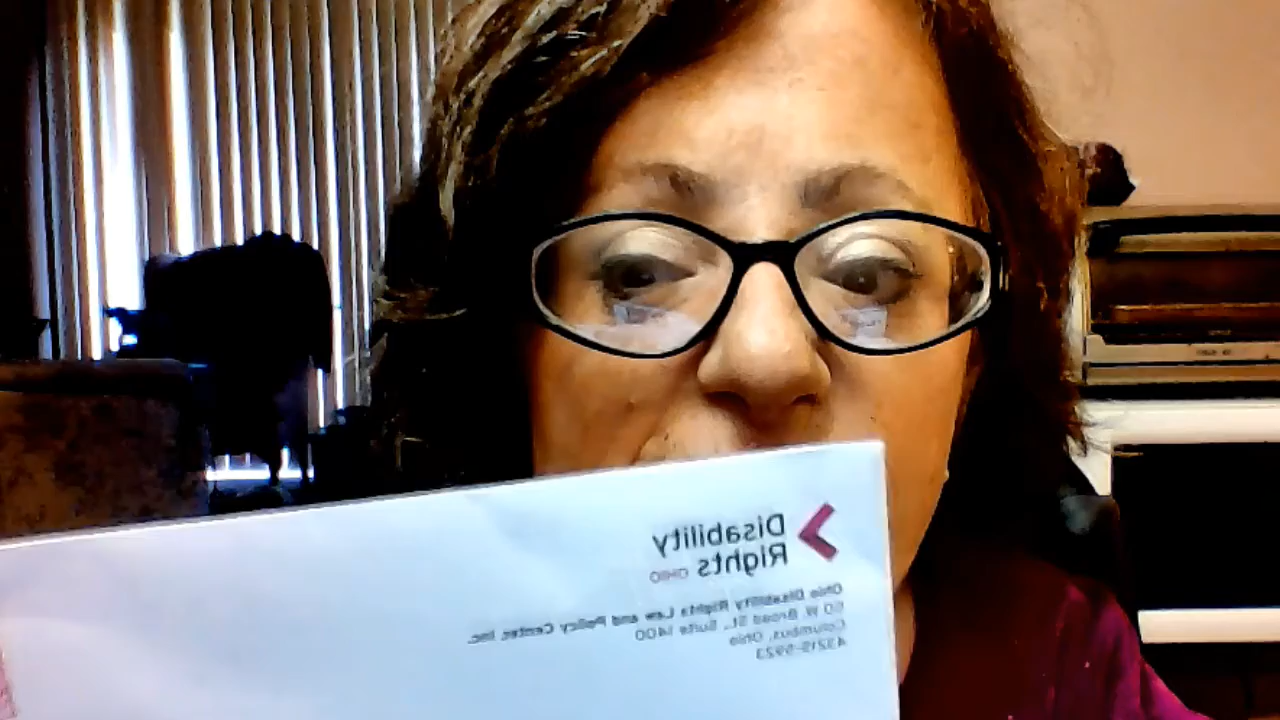 Disability
Rights OHIO
Ohio Disability Rights Law and Policy Center, Inc.
50 W. Broad St., Suite 1400
Columbus, Ohio
43215-5923